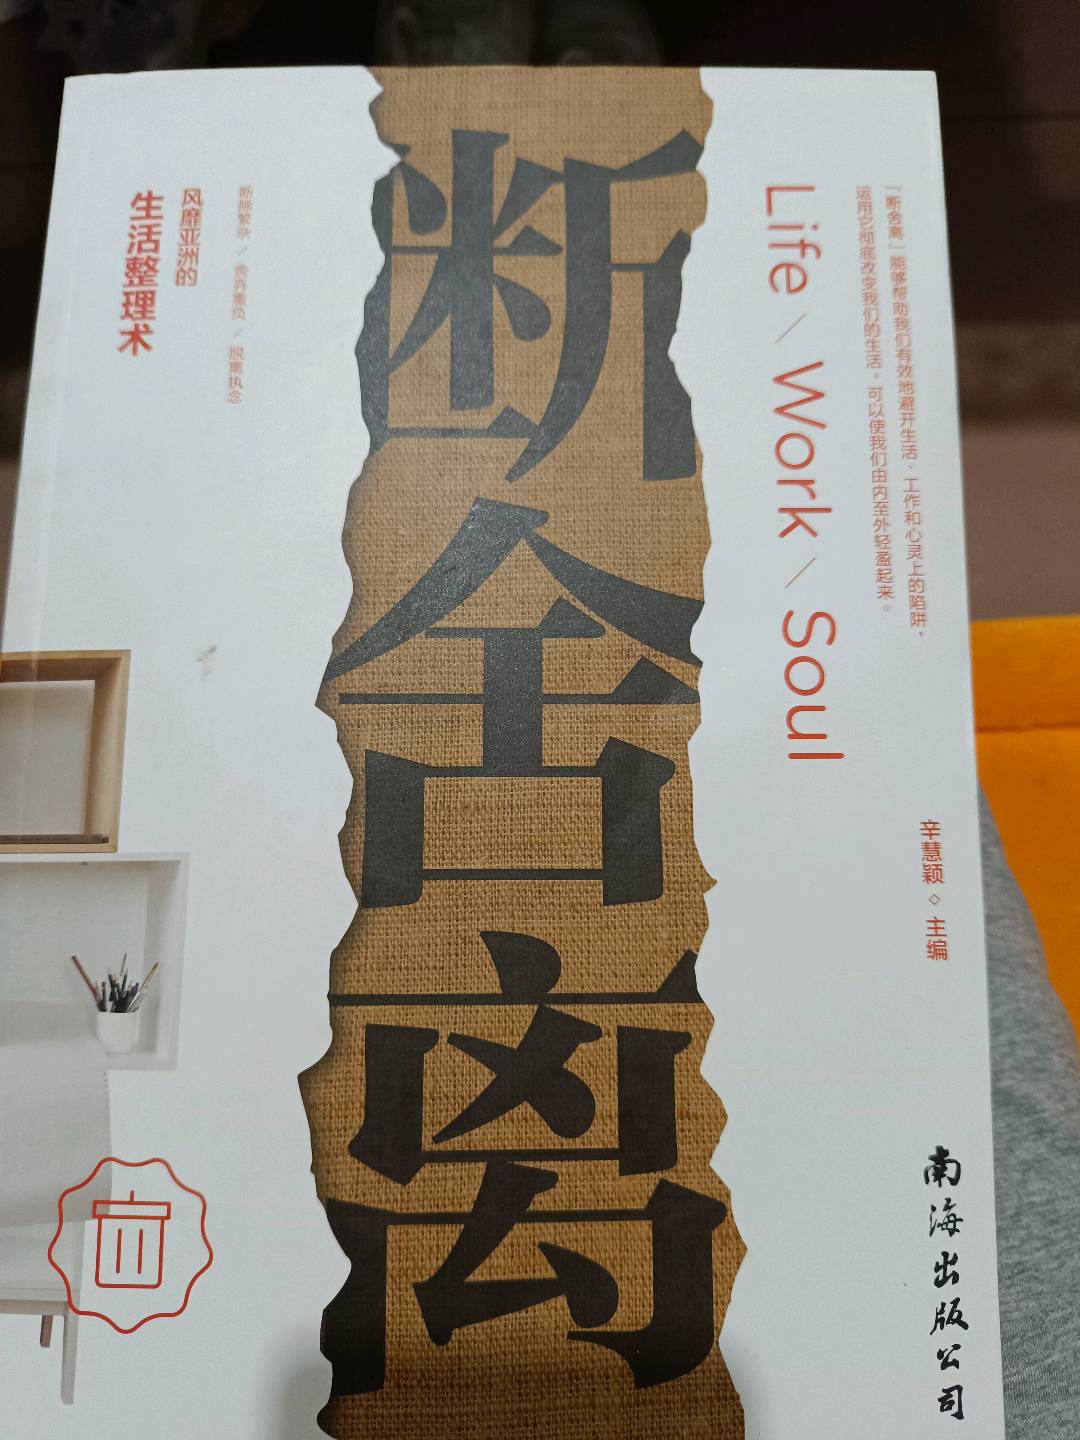 断舍离
Life / Work / Soul
「断舍离」能够帮助我们有效地避开生活、工作和心灵上的陷阱，
运用它彻底改变我们的生活，可以使我们由内至外轻盈起来。
辛慧颖◇主编
南海出版公司
断除繁杂 / 舍弃重负 / 脱离执念
风靡亚洲的
生活整理术